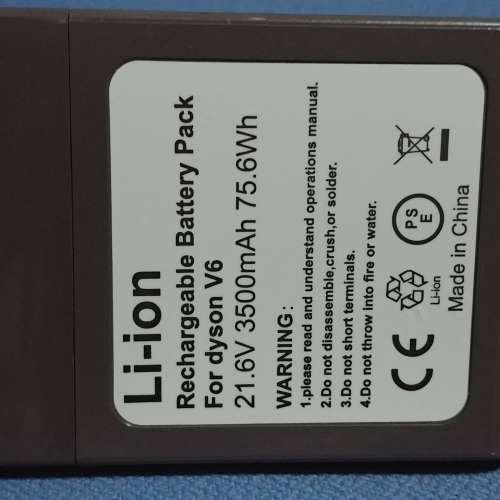 Li-ion
Rechargeable Battery Pack
For dyson V6
21.6V 3500mAh 75.6Wh
WARNING:
1.please read and understand operations manual.
2.Do not disassemble,crush,or solder.
3.Do not short terminals.
4.Do not throw into fire or water.
CE
Li-ion
PS
E
Made in China